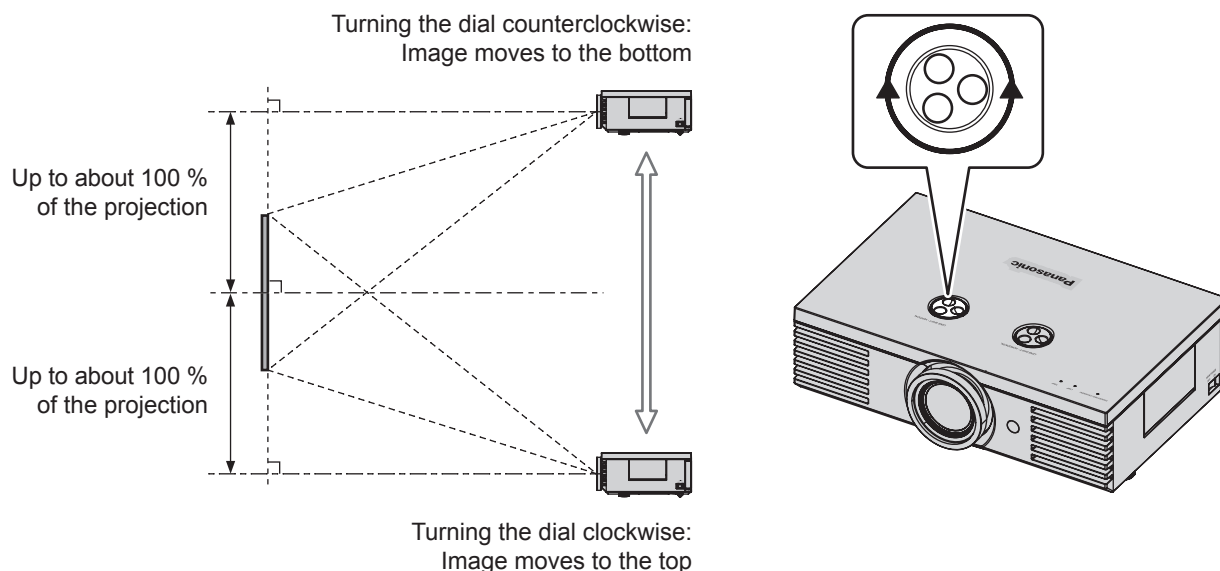 Turning the dial counterclockwise:
Image moves to the bottom
Up to about 100 %
of the projection
Up to about 100 %
of the projection
Turning the dial clockwise:
Image moves to the top
Panasonic